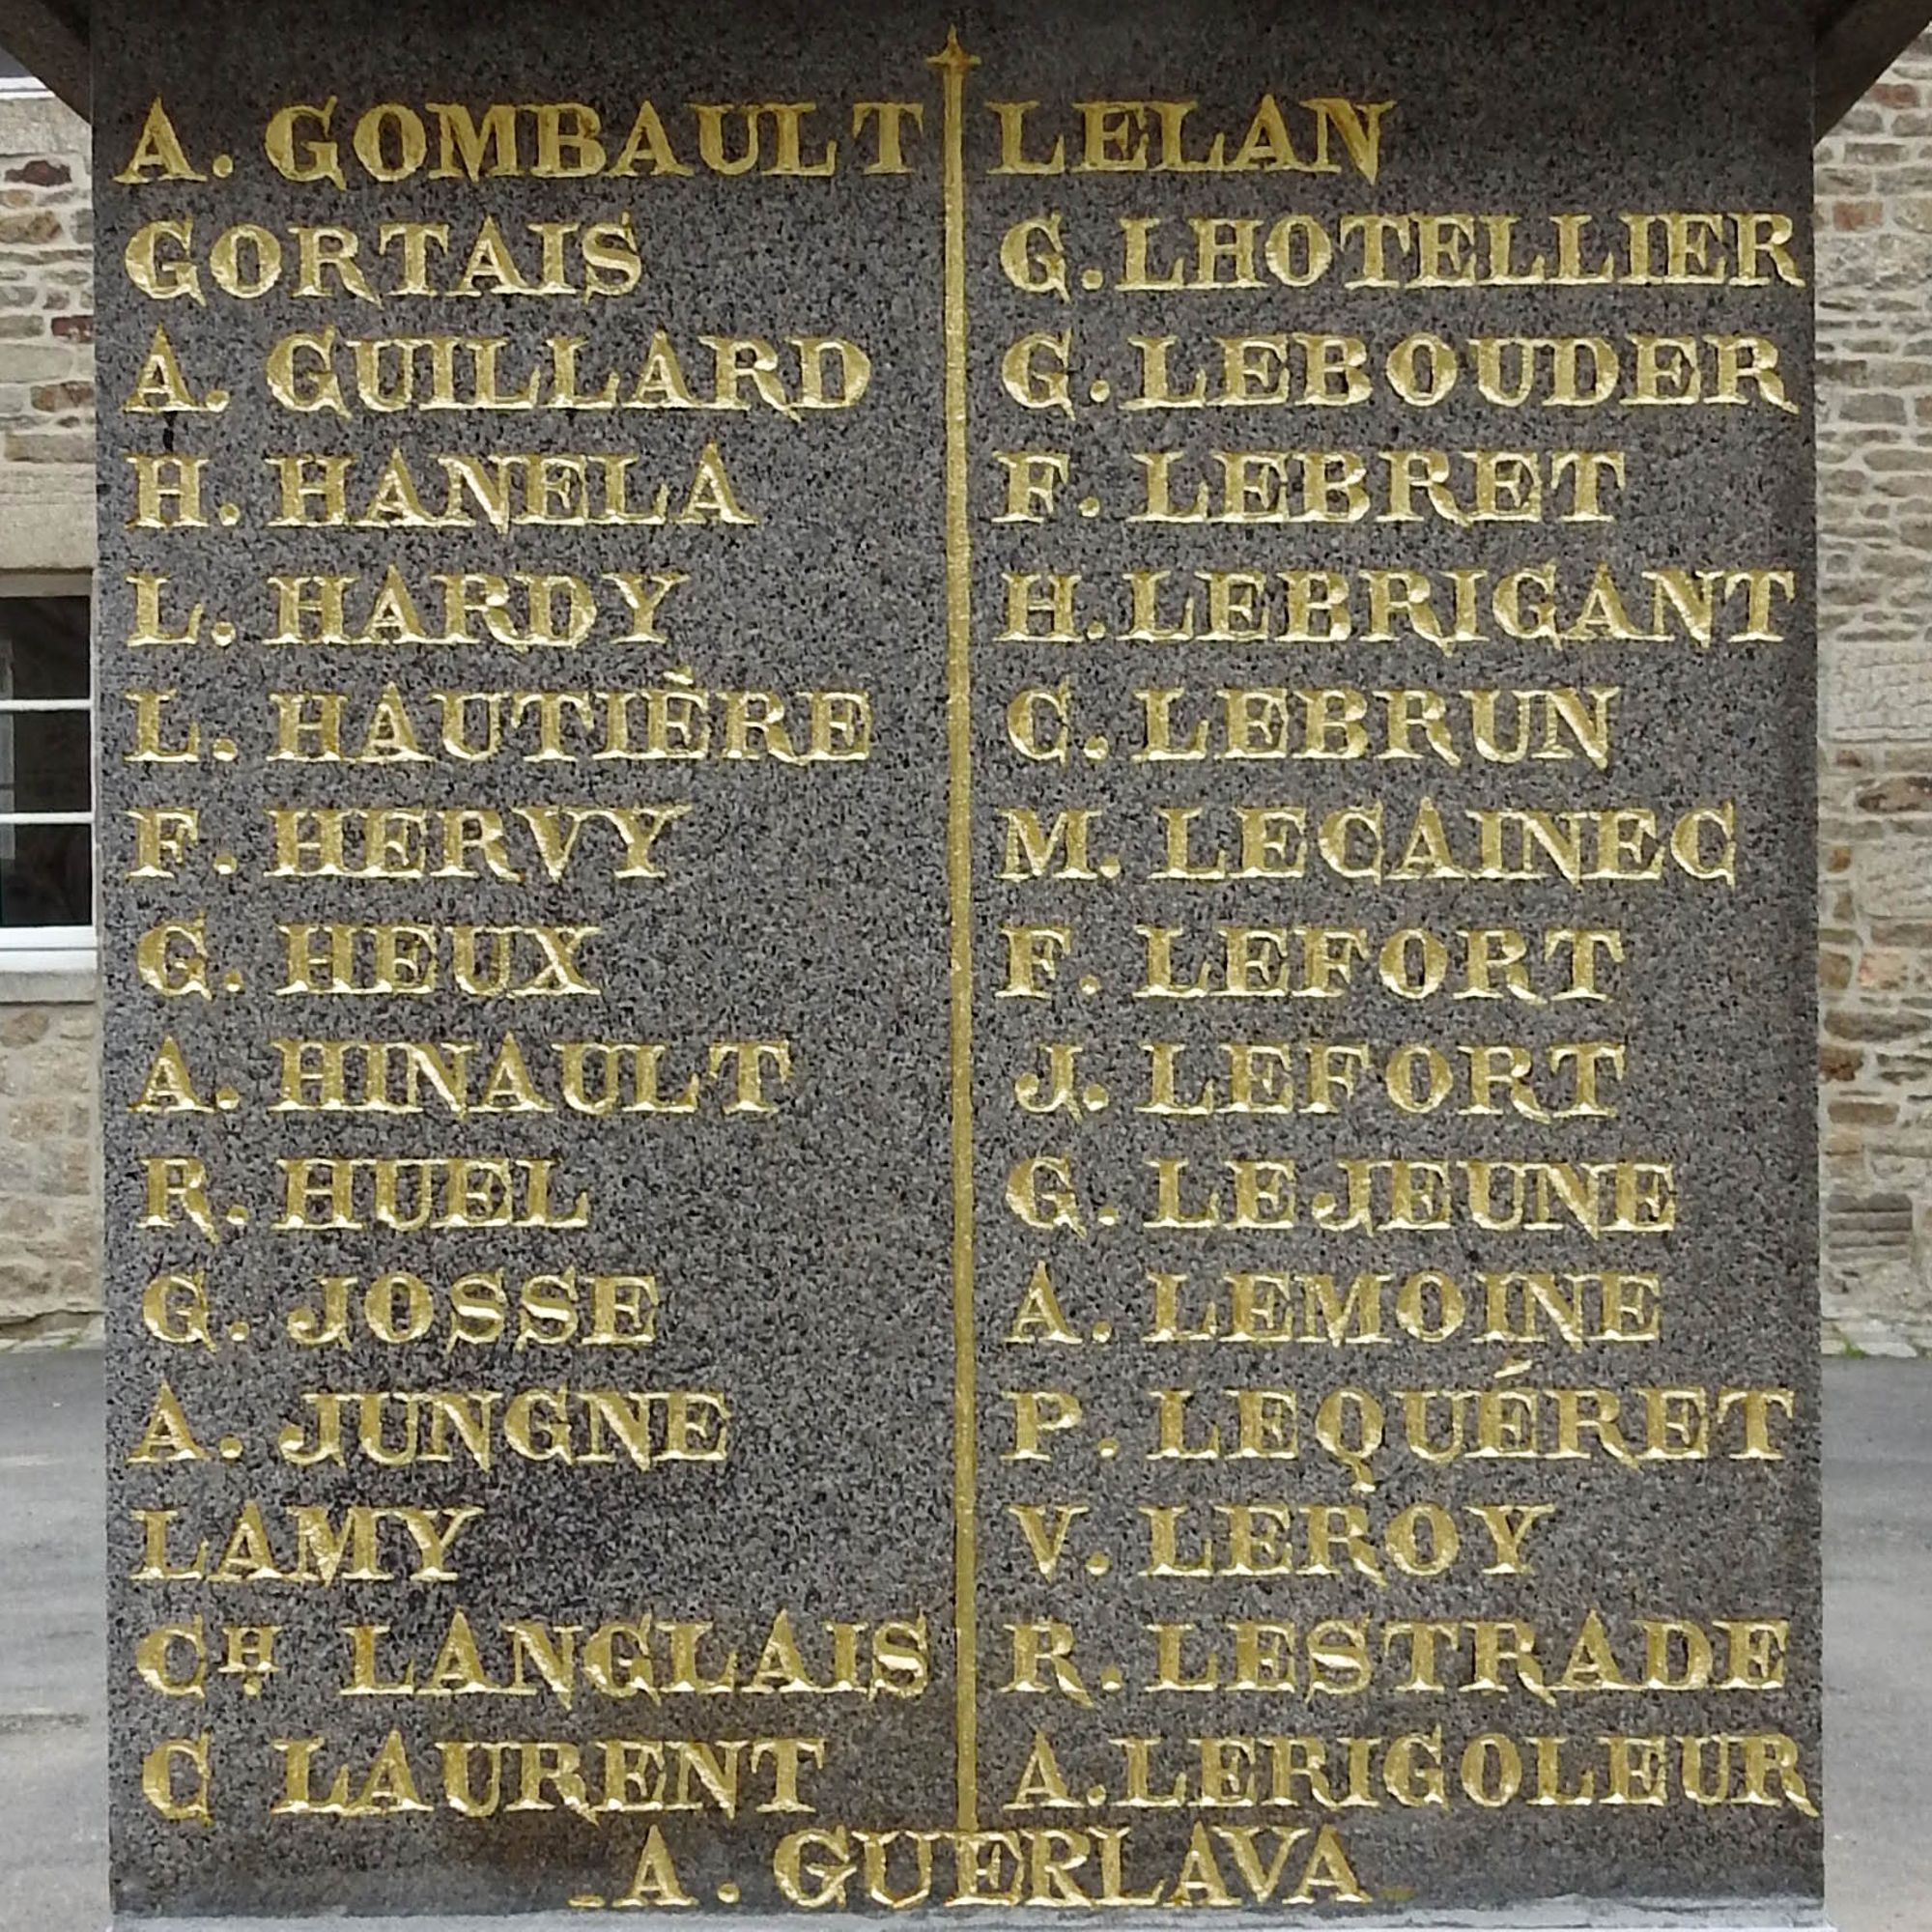 A. GOMBAULT
GORTAIS
A. GUILLARD
H. HANELA
L. HARDY
L. HAUTIÈRE
F. HERVY
G. HEUX
A. HINAULT
R. HUEL
G. JOSSE
A. JUNGNE
LAMY
CH LANGLAIS
C LAURENT
LELAN
G. LHOTELLIER
G. LEBOUDER
F. LEBRET
H. LEBRIGANT
C. LEBRUN
M. LECAINEC
F. LEFORT
J. LEFORT
G. LEJEUNE
A. LEMOINE
P. LEQUÉRET
V. LEROY
R. LESTRADE
A. LERIGOLEUR
-A. GUERLAVA-